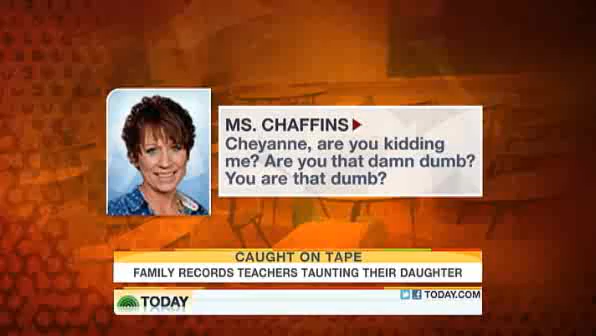 MS. CHAFFINS
Cheyanne, are you kidding
me? Are you that damn dumb?
You are that dumb?
CAUGHT ON TAPE
FAMILY RECORDS TEACHERS TAUNTING THEIR DAUGHTER
TODAY
TODAY.COM